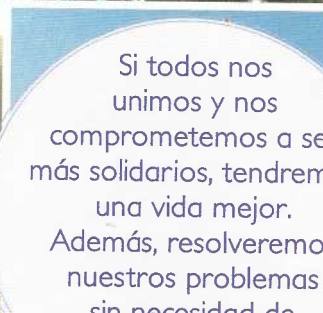 Si todos nos
unimos y nos
comprometemos a se
más solidarios, tendrem
una vida mejor.
Además, resolveremo
nuestros problemas
sin necesidad de